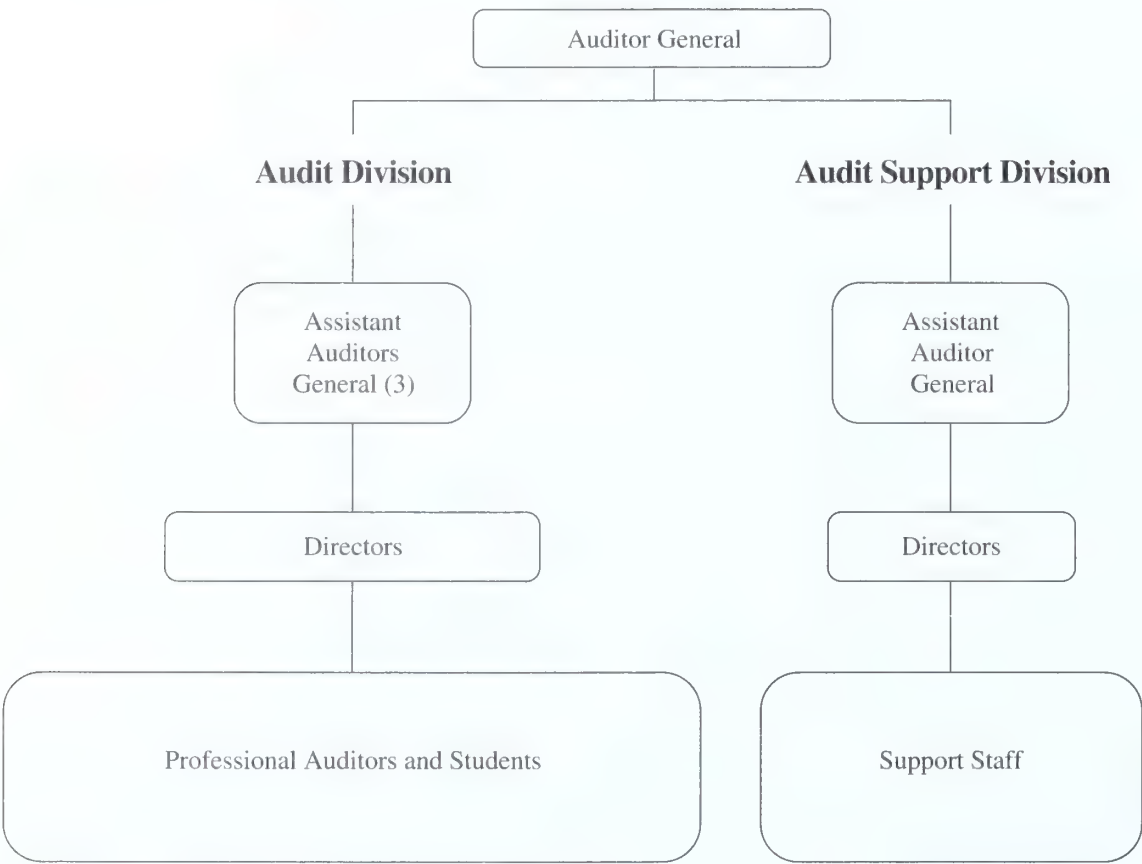 Auditor General
Audit Division
Audit Support Division
Assistant
Auditors
General (3)
Assistant
Auditor
General
Directors
Directors
Professional Auditors and Students
Support Staff